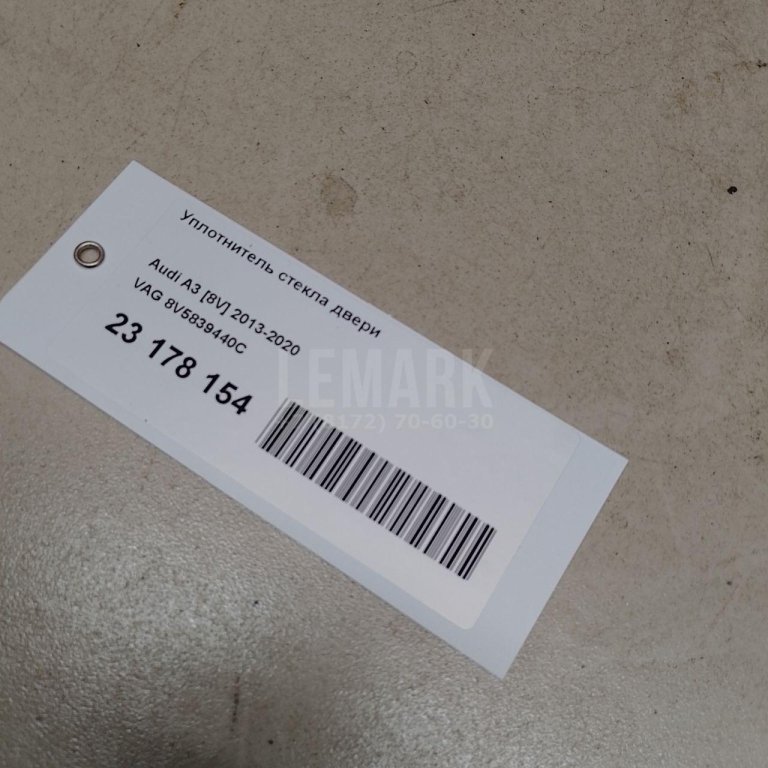 Уплотнитель стекла двери
Audi A3 [8V] 2013-2020
VAG 8V5839440C
23 178 154
LEMARK
(8172) 70-60-30